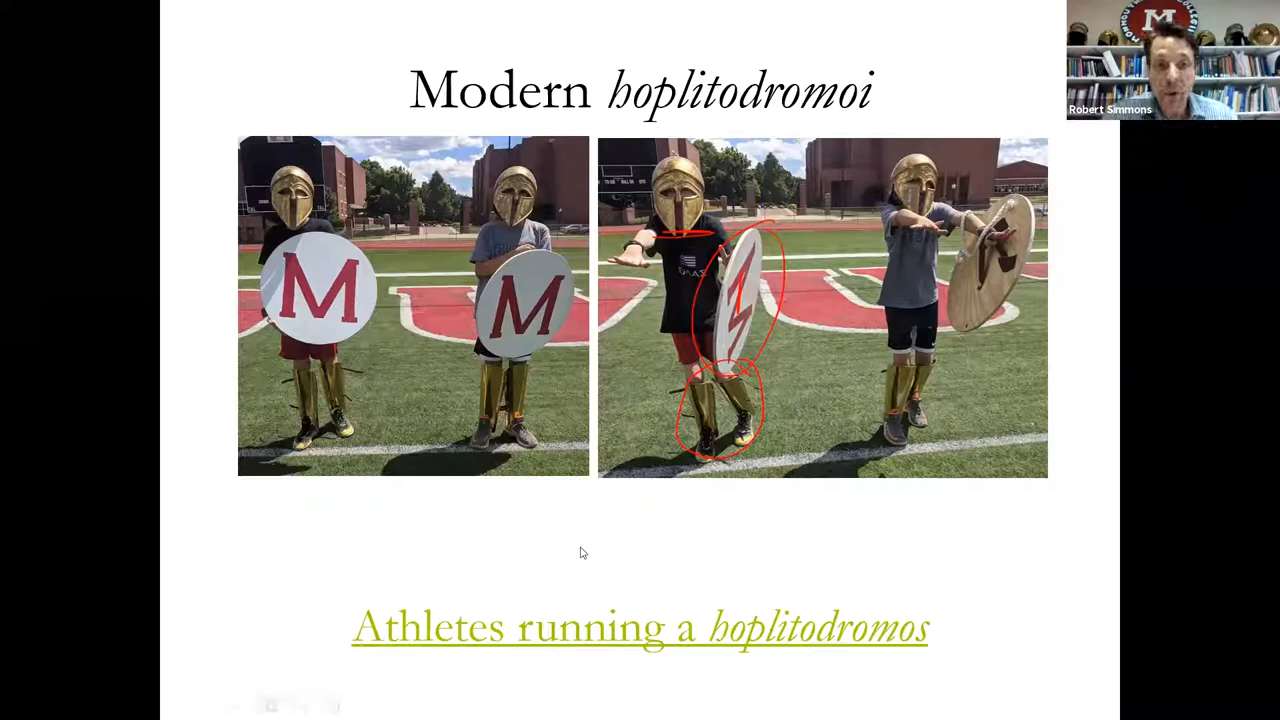 Modern hoplitodromoi
Robert Simmons
M
M
M
Athletes running a hoplitodromos